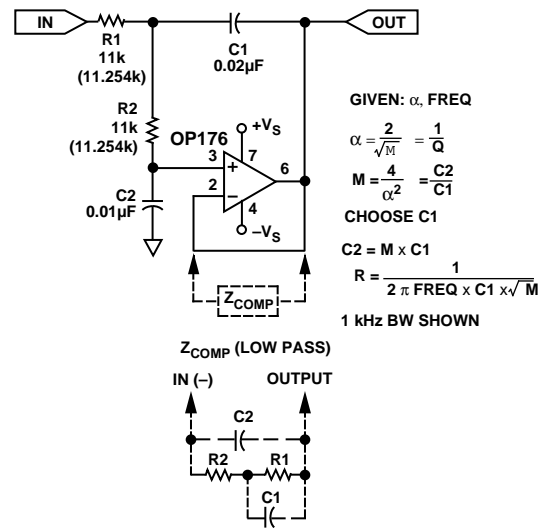 IN
OUT
R1
11k
(11.254k)
C1
0.02µF
R2
11k
(11.254k)
OP176
+VS
3
7
6
+
2
−
4
−VS
C2
0.01µF
ZCOMP
GIVEN: α, FREQ
α = 2/√M = 1/Q
M = 4/α² = C2/C1
CHOOSE C1
C2 = M x C1
R = 1/2 π FREQ x C1 x √M
1 kHz BW SHOWN
ZCOMP (LOW PASS)
IN (–) OUTPUT
C2
R2 R1
C1